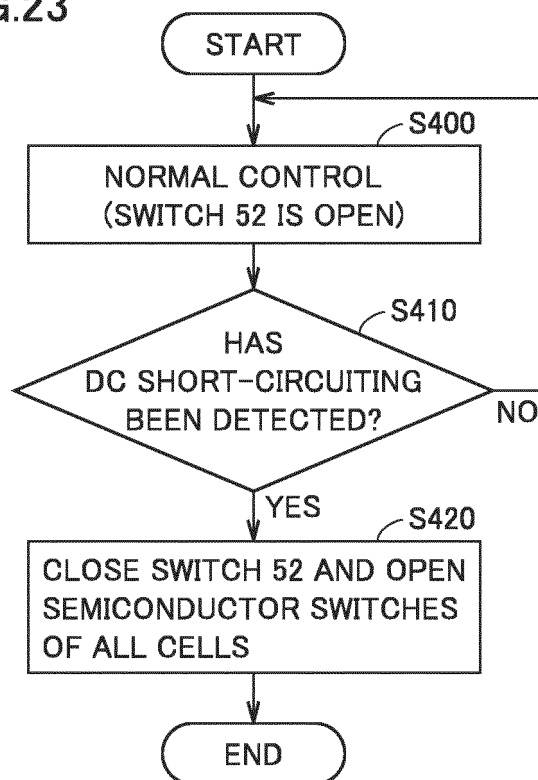 G.23
START
S400
NORMAL CONTROL
(SWITCH 52 IS OPEN)
S410
HAS
DC SHORT-CIRCUITING
BEEN DETECTED?
NO
YES
S420
CLOSE SWITCH 52 AND OPEN
SEMICONDUCTOR SWITCHES
OF ALL CELLS
END